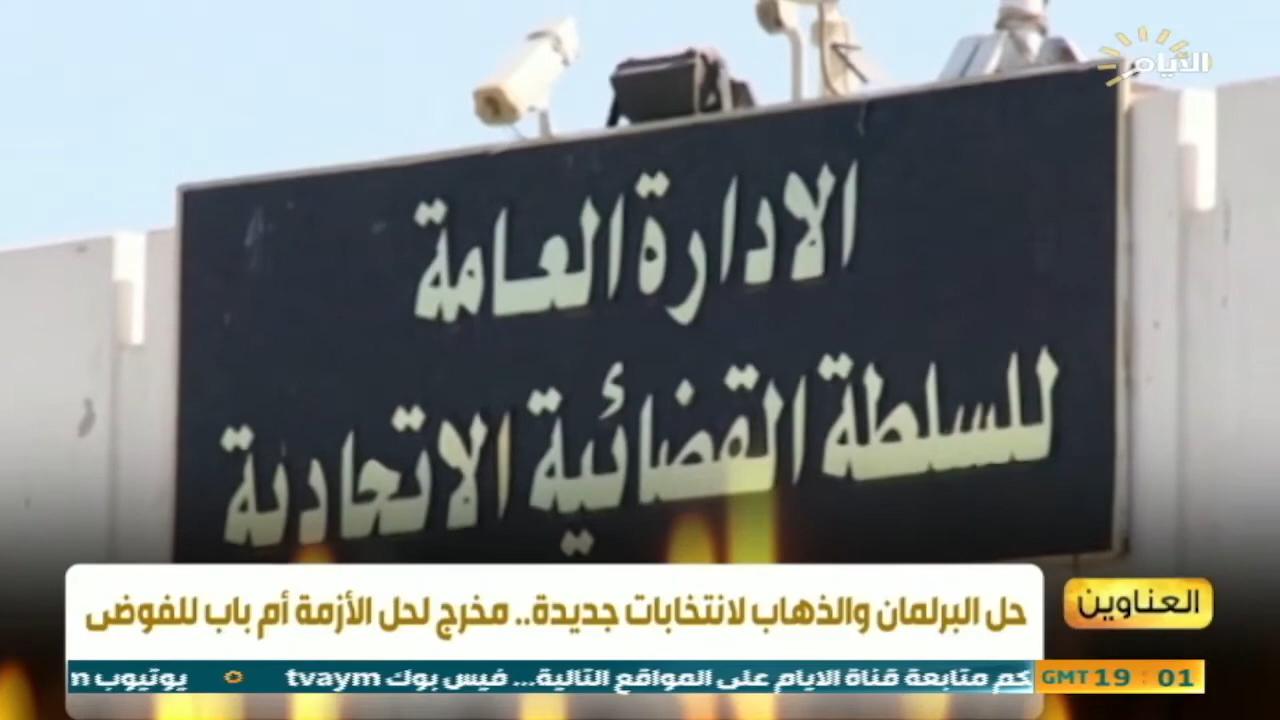 الأيام
الادارة العامة
للسلطة القضائية الاتحادية
العناوين
حل البرلمان والذهاب لانتخابات جديدة.. مخرج لحل الأزمة أم باب للفوضى
GMT 19 : 01
كم متابعة قناة الايام على المواقع التالية... فيس بوك tvaym يوتيوب